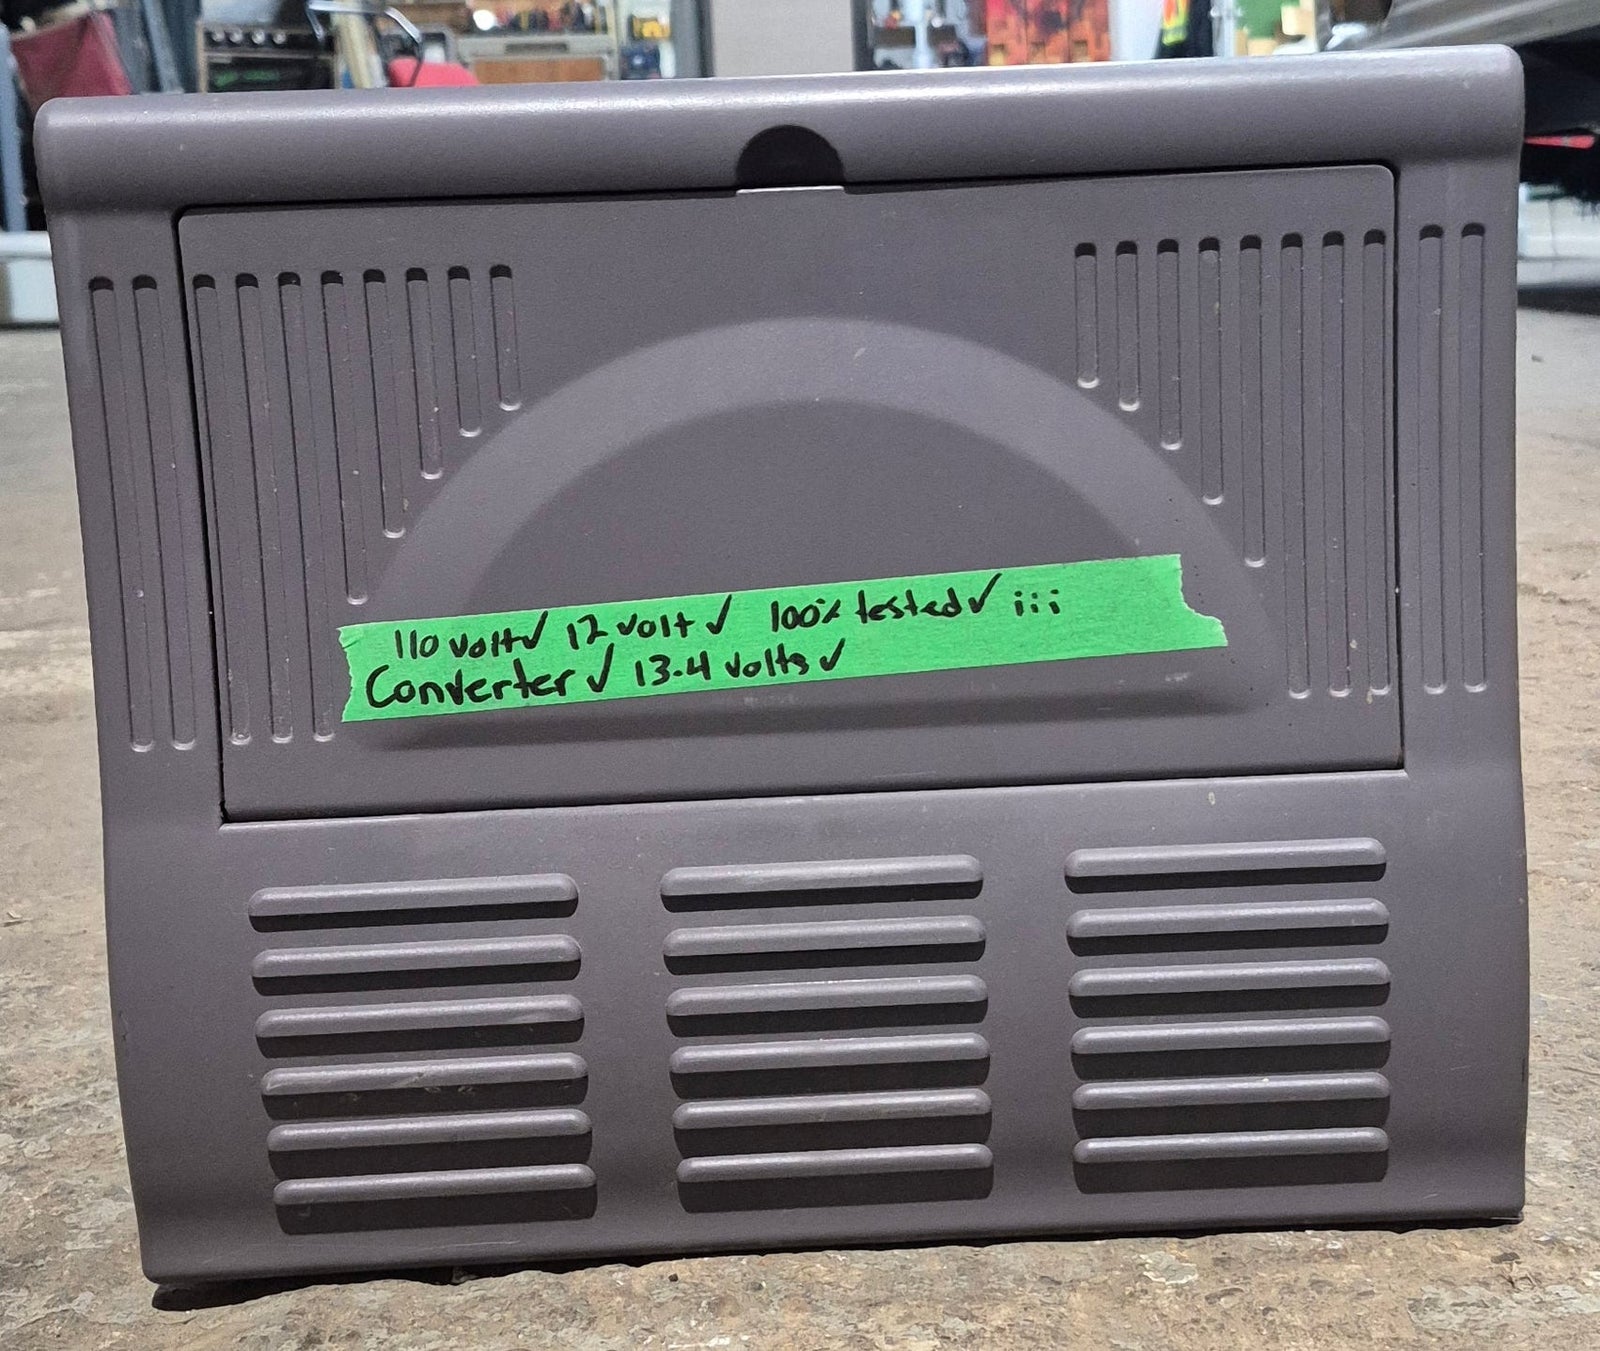 110 volt✓ 12 volt ✓ 100% tested✓ iii
Converter ✓ 13.4 volts ✓